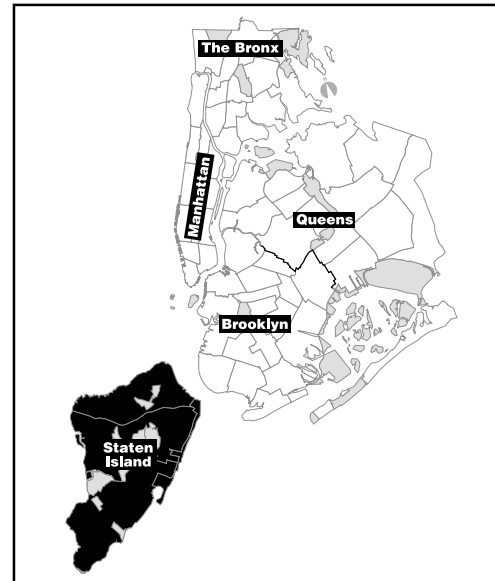 The Bronx
Manhattan
Queens
Brooklyn
Staten
Island